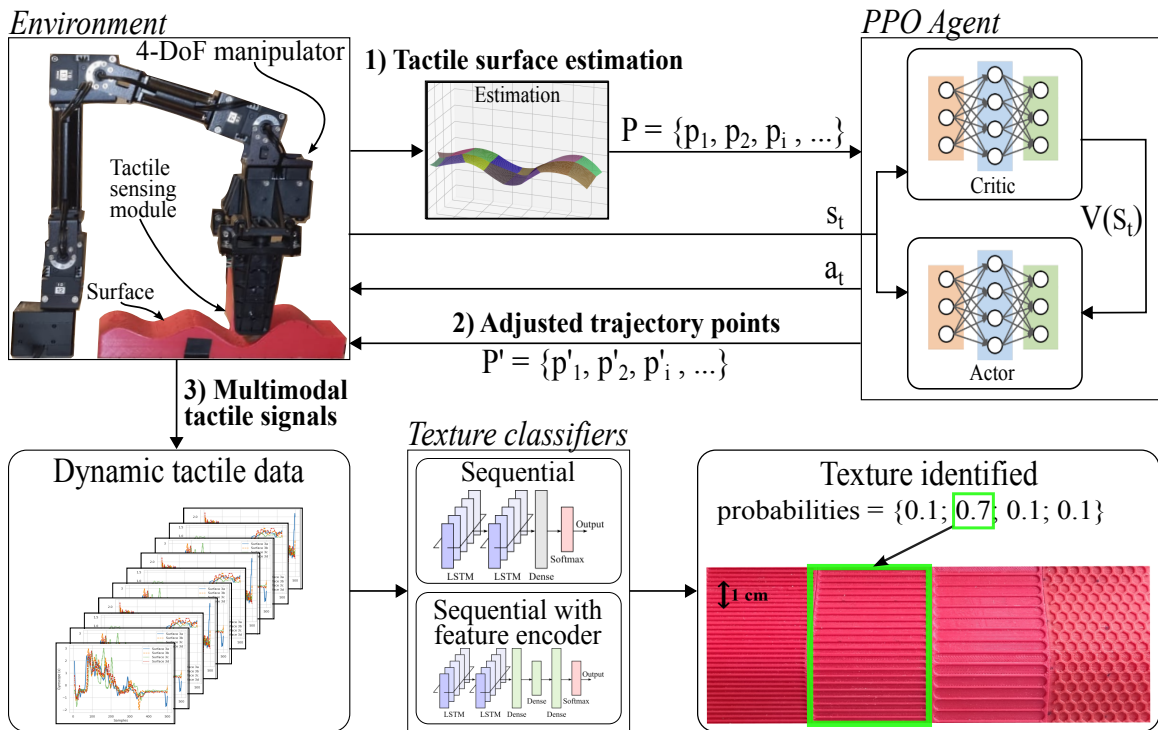 Environment
4-DoF manipulator
Tactile
sensing
module
Surface
1) Tactile surface estimation
Estimation
P = {p1, p2, pi , ...}
st
at
2) Adjusted trajectory points
P' = {p'1, p'2, p'i , ...}
PPO Agent
Critic
V(St)
Actor
3) Multimodal
tactile signals
Dynamic tactile data
Samples
Texture classifiers
Sequential
LSTM
LSTM
Dense
Softmax
Output
Sequential with
feature encoder
LSTM
LSTM
Dense
Dense
Dense
Softmax
Output
Texture identified
probabilities = {0.1; 0.7; 0.1; 0.1}
1 cm